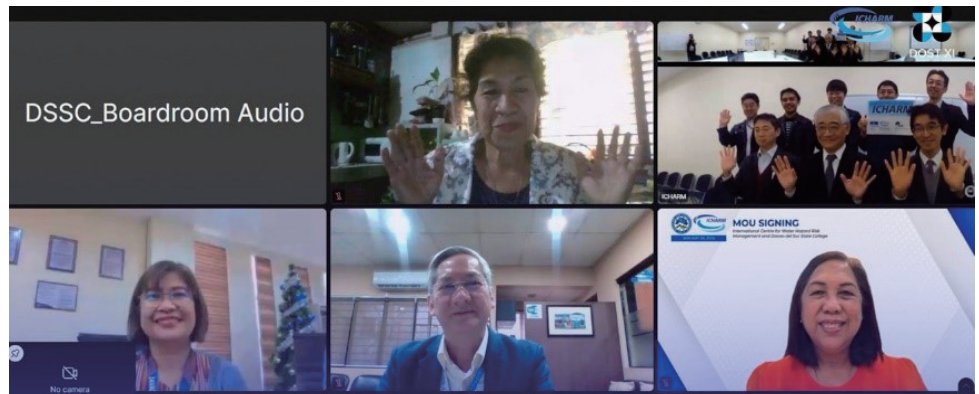 ICHARM
DOST XI
DSSC_Boardroom Audio
ICHARM
ICHARM
ICHARM
MOU SIGNING
International Centre for Water Hazard Risk
Management and Davao del Sur State College
No camera